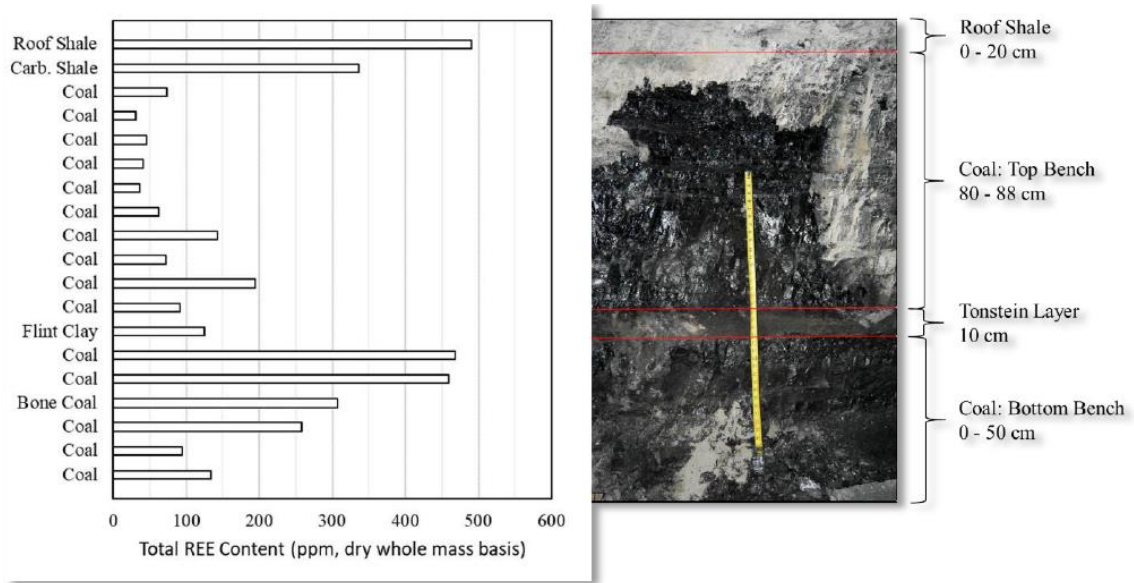 Roof Shale
Carb. Shale
Coal
Coal
Coal
Coal
Coal
Coal
Coal
Coal
Coal
Coal
Flint Clay
Coal
Coal
Bone Coal
Coal
Coal
Coal
0 100 200 300 400 500 600
Total REE Content (ppm, dry whole mass basis)
Roof Shale
0 - 20 cm
Coal: Top Bench
80 - 88 cm
Tonstein Layer
10 cm
Coal: Bottom Bench
0 - 50 cm